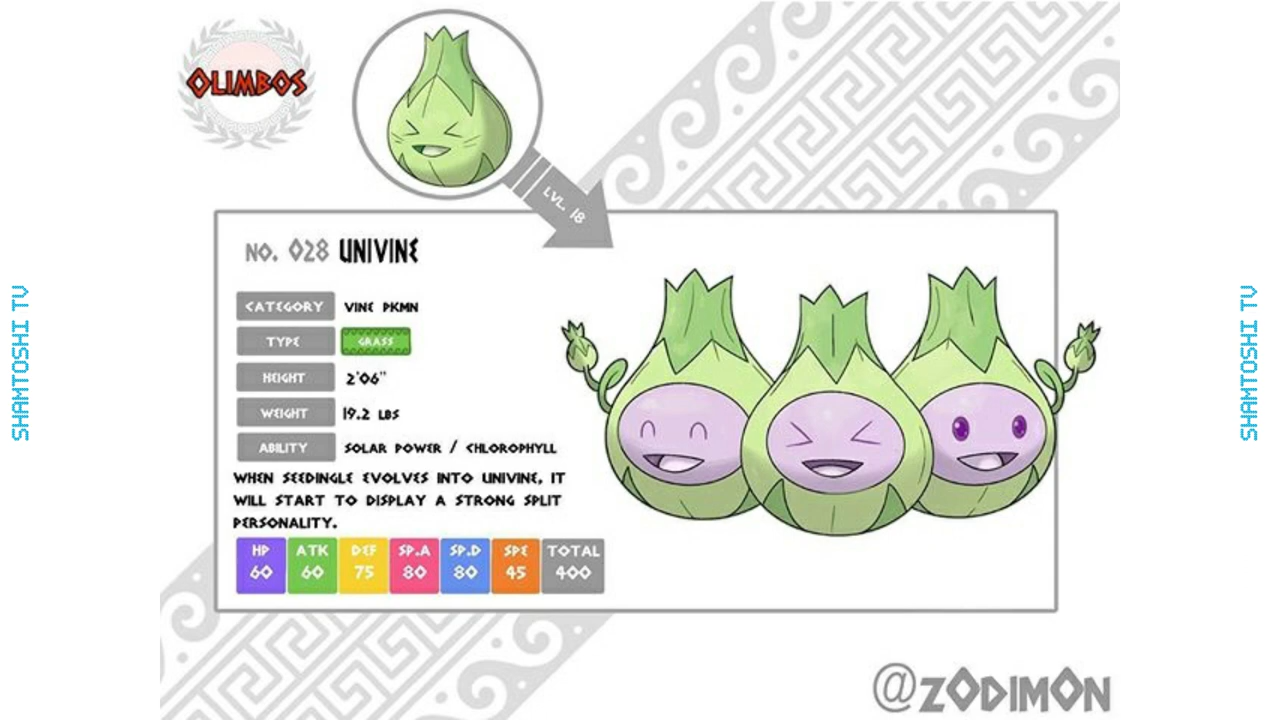 OLIMBOS
LVL. 18
NO. 028 UNIVINE
CATEGORY VINE PKMN
TYPE GRASS
HEIGHT 2'06"
WEIGHT 19.2 LBS
ABILITY SOLAR POWER / CHLOROPHYLL
WHEN SEEDINGLE EVOLVES INTO UNIVINE, IT
WILL START TO DISPLAY A STRONG SPLIT
PERSONALITY.
HP ATK DEF SP.A SP.D SPE TOTAL
60 60 75 80 80 45 400
@ZODIMON
SHAMTOSHI TV
SHAMTOSHI TV